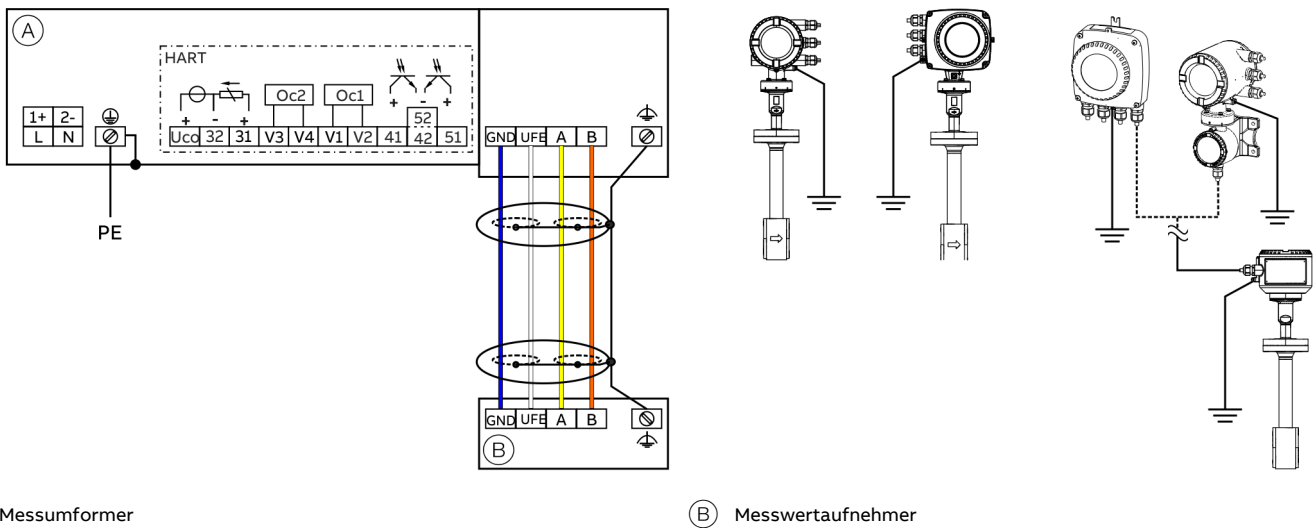 A
HART
Oc2 Oc1
+ - + + - +
1+ 2-
L N
52
Uco 32 31 V3 V4 V1 V2 41 42 51
GND UFE A B
PE
GND UFE A B
B
Messumformer
B Messwertaufnehmer